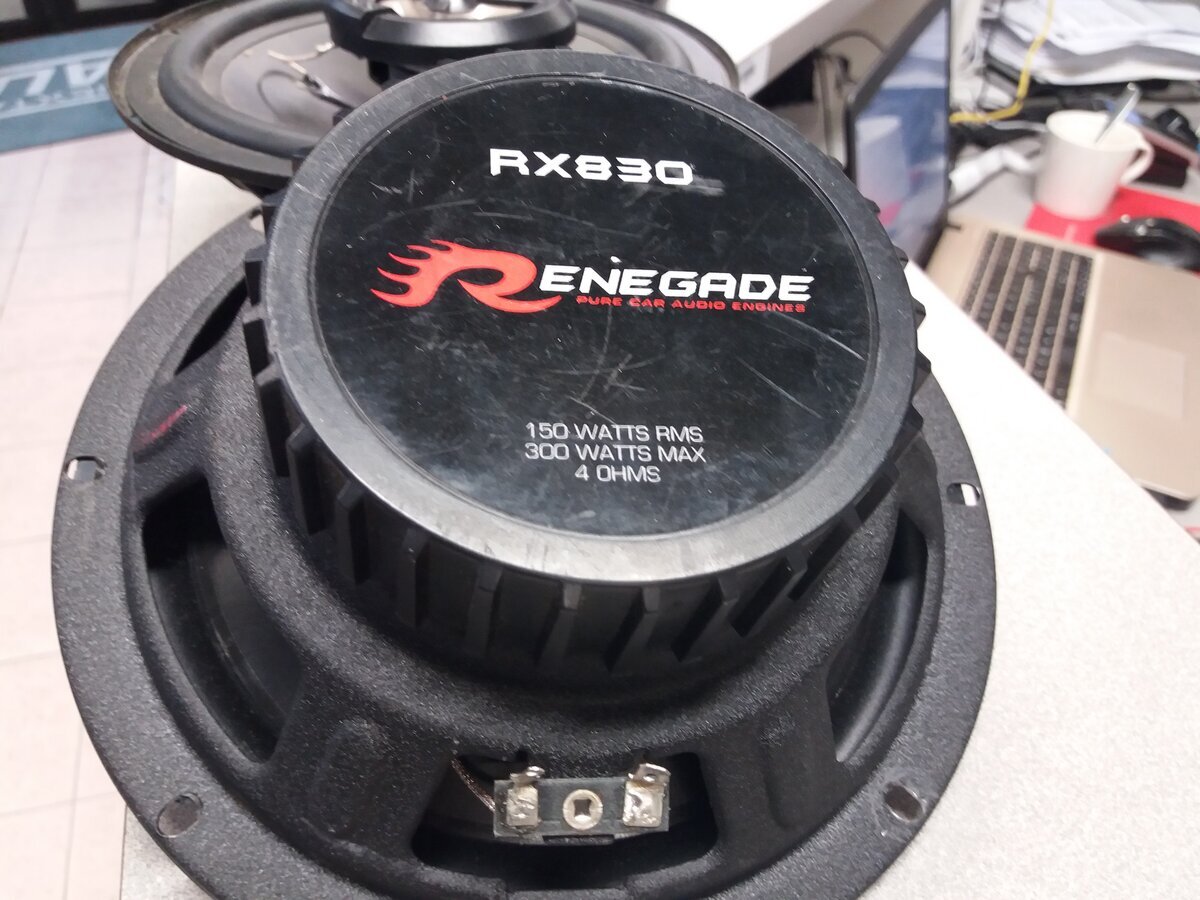 RX830
RENEGADE
PURE CAR AUDIO ENGINES
150 WATTS RMS
300 WATTS MAX
4 OHMS